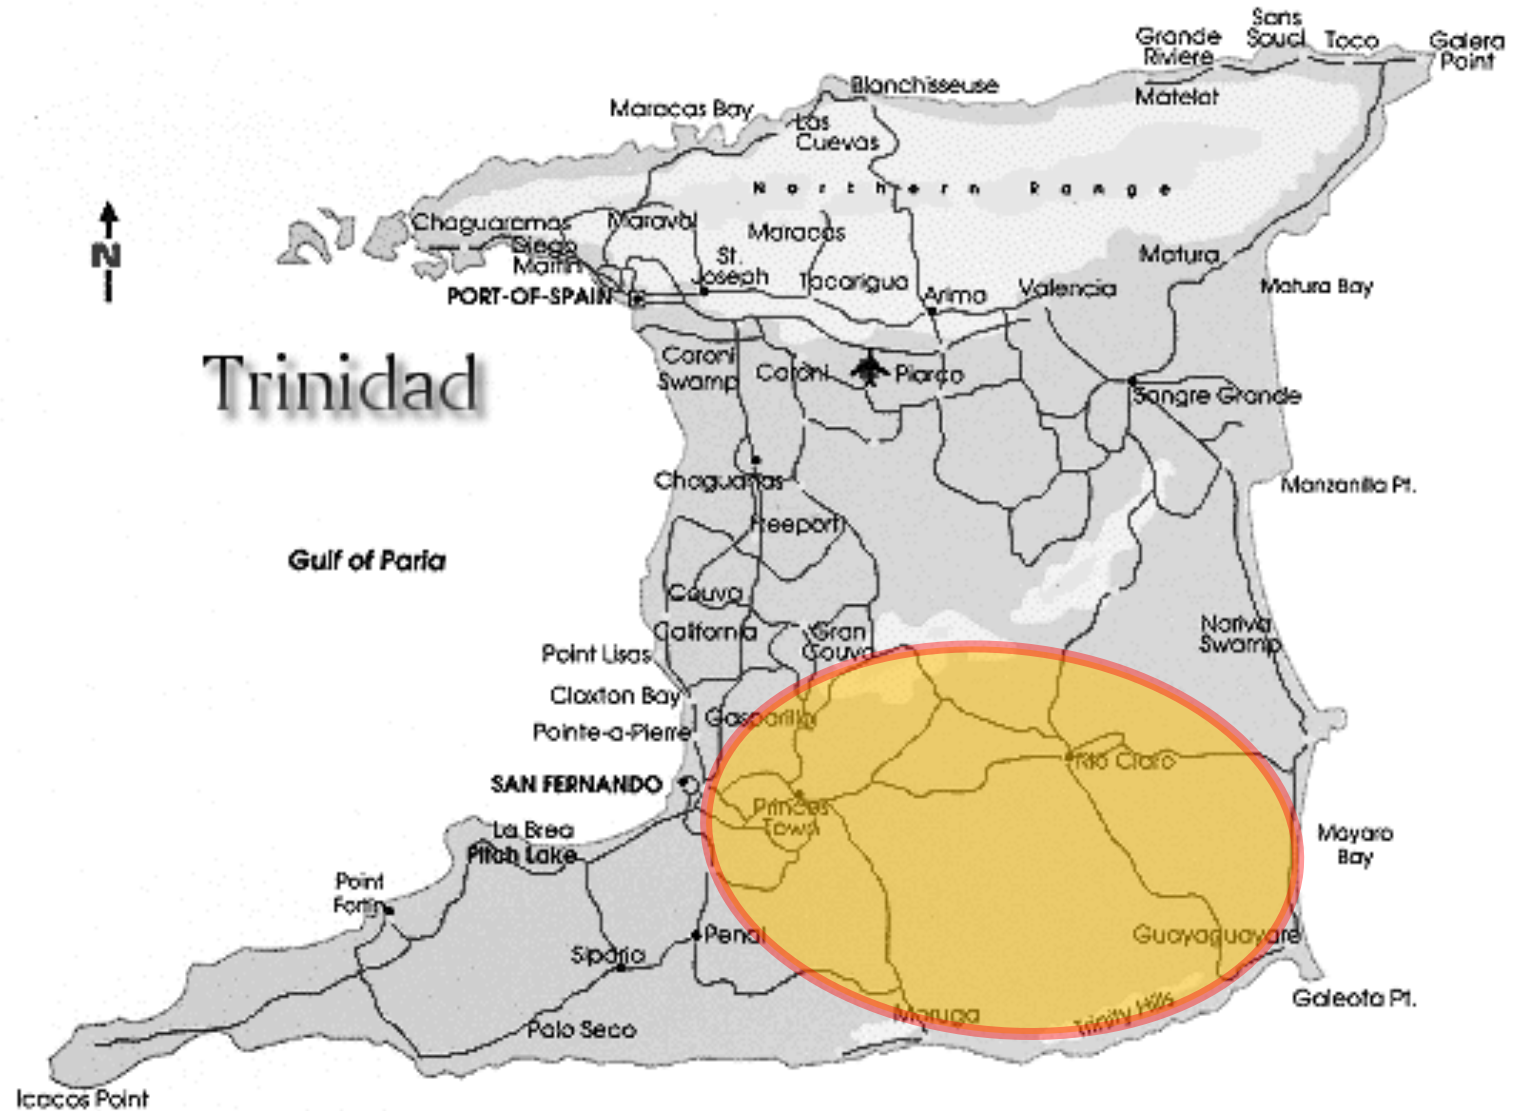 Sans
Souci
Grande
Riviere
Toco
Galera
Point
Matelot
Blanchisseuse
Maracas Bay
Las
Cuevas
Northern Range
Chaguaramas
Maraval
Maracas
Diego
Martin
St.
Joseph
Tacarigua
Matura
PORT-OF-SPAIN
Arima
Valencia
Matura Bay
N
Trinidad
Caroni
Swamp
Caroni
Piarco
Sangre Grande
Chaguanas
Manzanilla Pt.
Freeport
Gulf of Paria
Couva
California
Gran
Couva
Nariva
Swamp
Point Lisas
Claxton Bay
Gasparillo
Pointe-a-Pierre
Rio Claro
SAN FERNANDO
Princes
Town
La Brea
Pitch Lake
Mayaro
Bay
Point
Fortin
Penal
Guayaguayare
Siparia
Galeota Pt.
Moruga
Trinity Hills
Palo Seco
Icacos Point